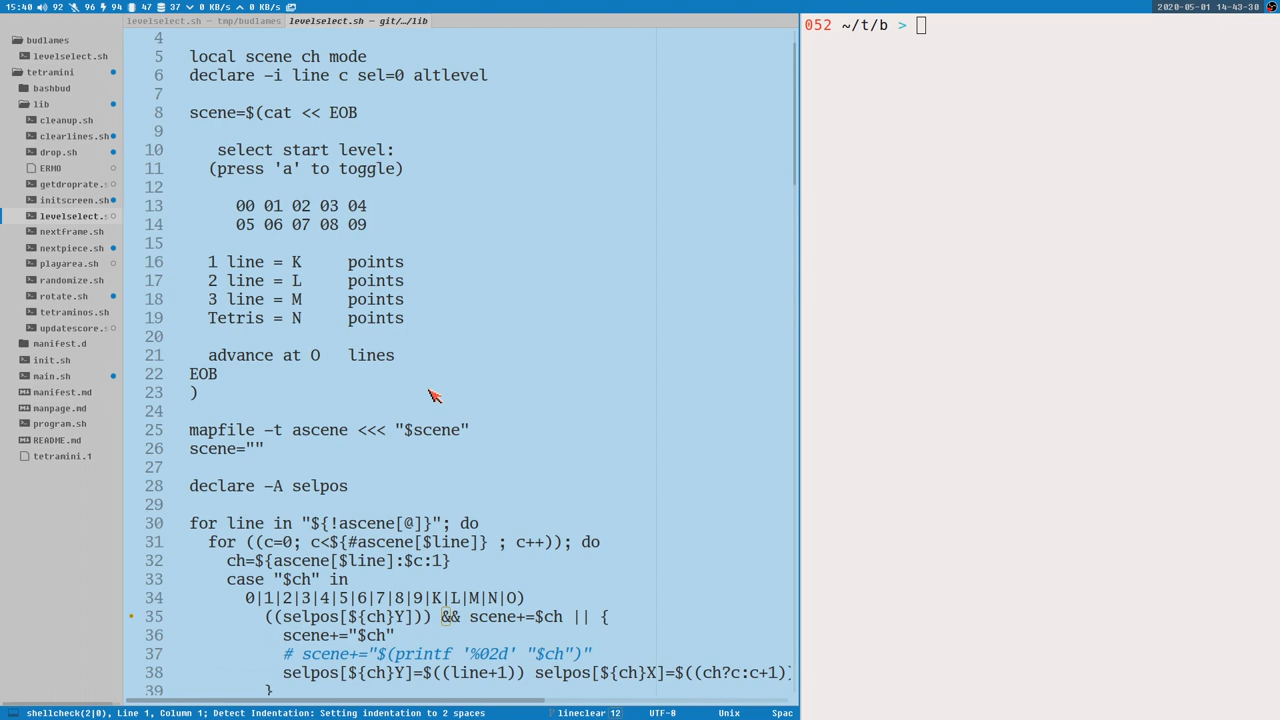 15:40 92 96 94 47 0 KB/s 0 KB/s 2020-05-01 14-43-30
levelselect.sh — tmp/budlames levelselect.sh — git/…/lib
budlames
levelselect.sh
tetramini
bashbud
lib
cleanup.sh
clearlines.sh
drop.sh
ERMO
getdroprate.s
initscreen.sh
levelselect.s
nextframe.sh
nextpiece.sh
playarea.sh
randomize.sh
rotate.sh
tetraminos.sh
updatescore.s
manifest.d
init.sh
main.sh
manifest.md
manpage.md
program.sh
README.md
tetramini.1
4
5 local scene ch mode
6 declare -i line c sel=0 altlevel
7
8 scene=$(cat << EOB
9
10 select start level:
11 (press 'a' to toggle)
12
13 00 01 02 03 04
14 05 06 07 08 09
15
16 1 line = K points
17 2 line = L points
18 3 line = M points
19 Tetris = N points
20
21 advance at O lines
22 EOB
23 )
24
25 mapfile -t ascene <<< "$scene"
26 scene=""
27
28 declare -A selpos
29
30 for line in "${!ascene[@]}"; do
31 for ((c=0; c<${#ascene[$line]} ; c++)); do
32 ch=${ascene[$line]:$c:1}
33 case "$ch" in
34 0|1|2|3|4|5|6|7|8|9|K|L|M|N|O)
35 ((selpos[${ch}Y])) && scene+=$ch || {
36 scene+="$ch"
37 # scene+="$(printf '%02d' "$ch")"
38 selpos[${ch}Y]=$((line+1)) selpos[${ch}X]=$((ch?c:c+1)
39 }
052 ~/t/b >
shellcheck(2|0), Line 1, Column 1; Detect Indentation: Setting indentation to 2 spaces lineclear 12 UTF-8 Unix Spac